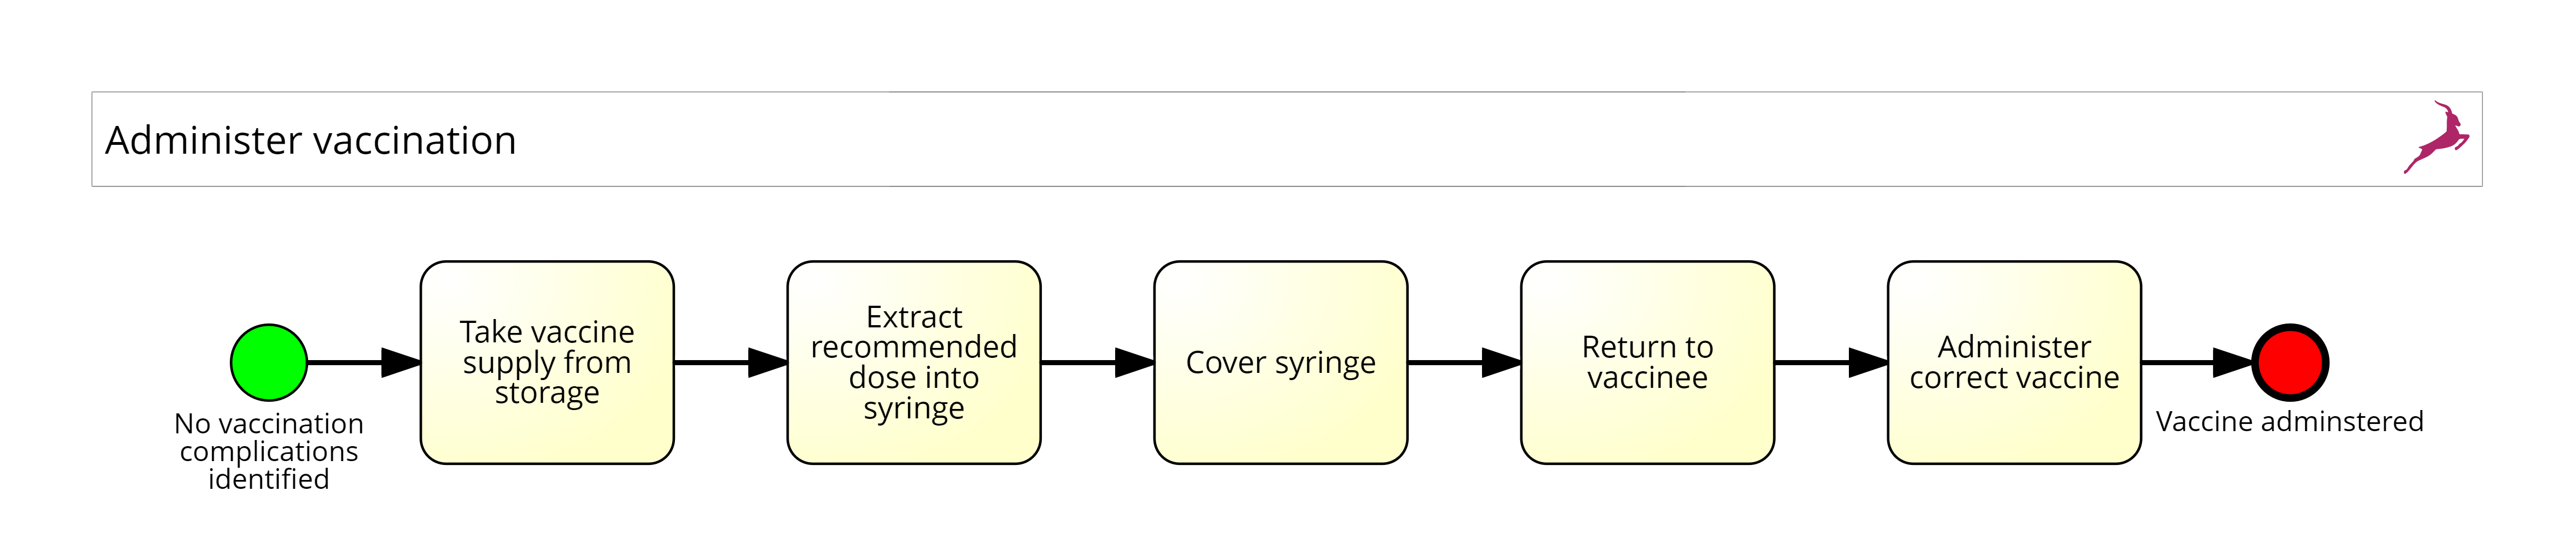 Administer vaccination
No vaccination
complications
identified
Take vaccine
supply from
storage
Extract
recommended
dose into
syringe
Cover syringe
Return to
vaccinee
Administer
correct vaccine
Vaccine adminstered